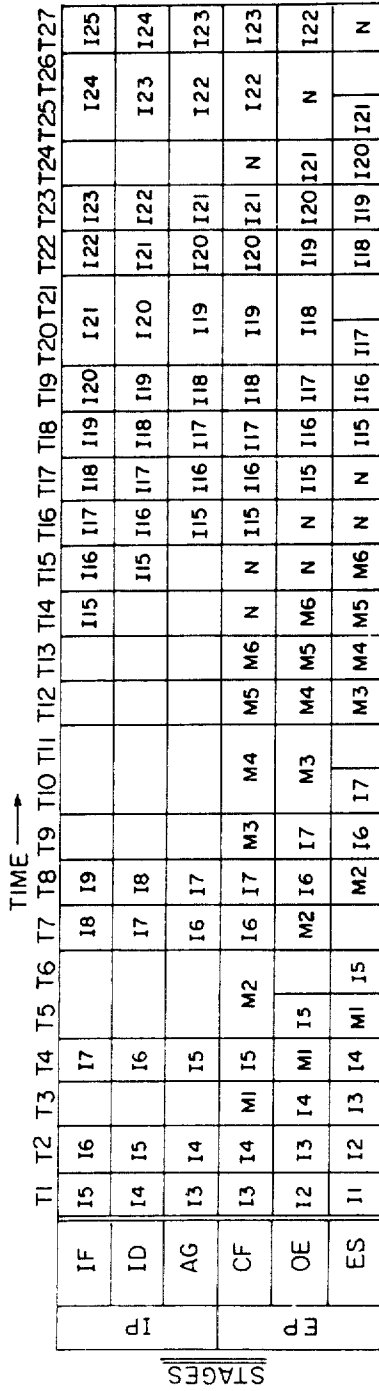 TIME →
T1 T2 T3 T4 T5 T6 T7 T8 T9 T10 T11 T12 T13 T14 T15 T16 T17 T18 T19 T20 T21 T22 T23 T24 T25 T26 T27
STAGES
IP
IF I5 I6 I7 I8 I9 I15 I16 I17 I18 I19 I20 I21 I22 I23 I24 I25
ID I4 I5 I6 I7 I8 I15 I16 I17 I18 I19 I20 I21 I22 I23 I24
AG I3 I4 I5 I6 I7 I15 I16 I17 I18 I19 I20 I21 I22 I23
EP
CF I3 I4 M1 I5 M2 I6 I7 M3 M4 M5 M6 N N I15 I16 I17 I18 I19 I20 I21 N I22 I23
OE I2 I3 I4 M1 I5 M2 I6 I7 M3 M4 M5 M6 N N I15 I16 I17 I18 I19 I20 I21 N I22
ES I1 I2 I3 I4 M1 I5 M2 I6 I7 M3 M4 M5 M6 N N I15 I16 I17 I18 I19 I20 I21 N